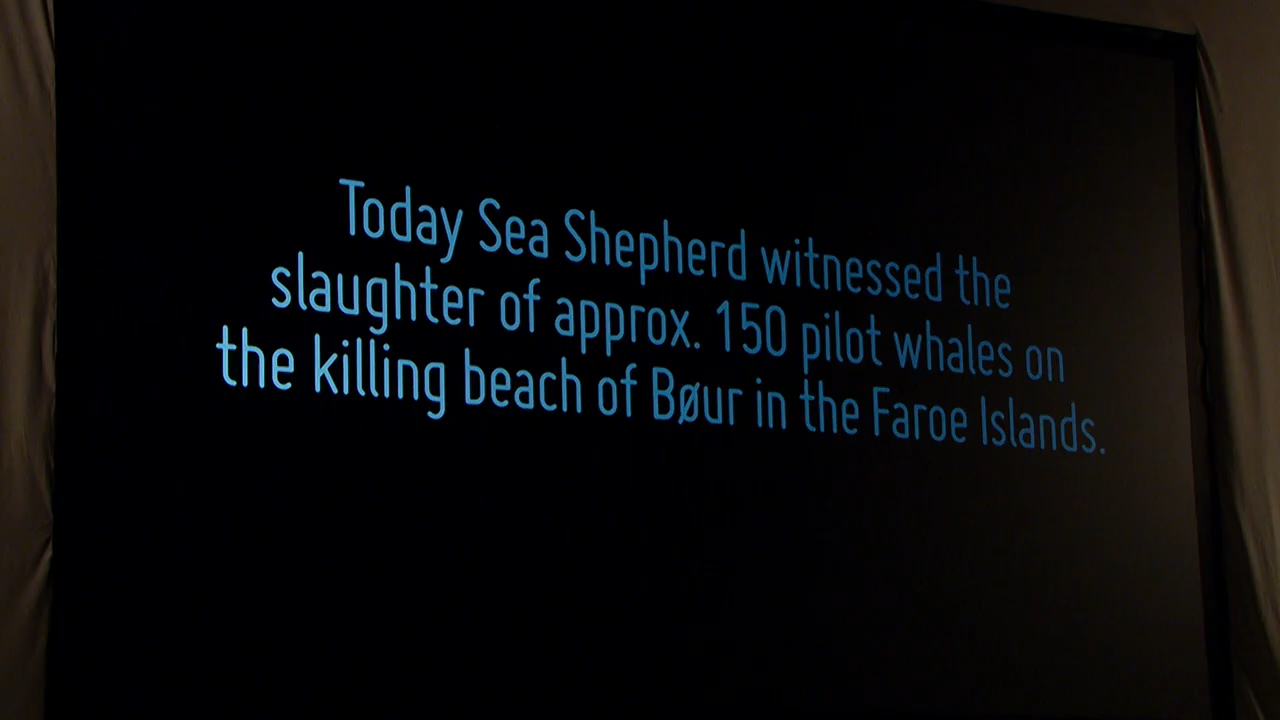 Today Sea Shepherd witnessed the
slaughter of approx. 150 pilot whales on
the killing beach of Bøur in the Faroe Islands.